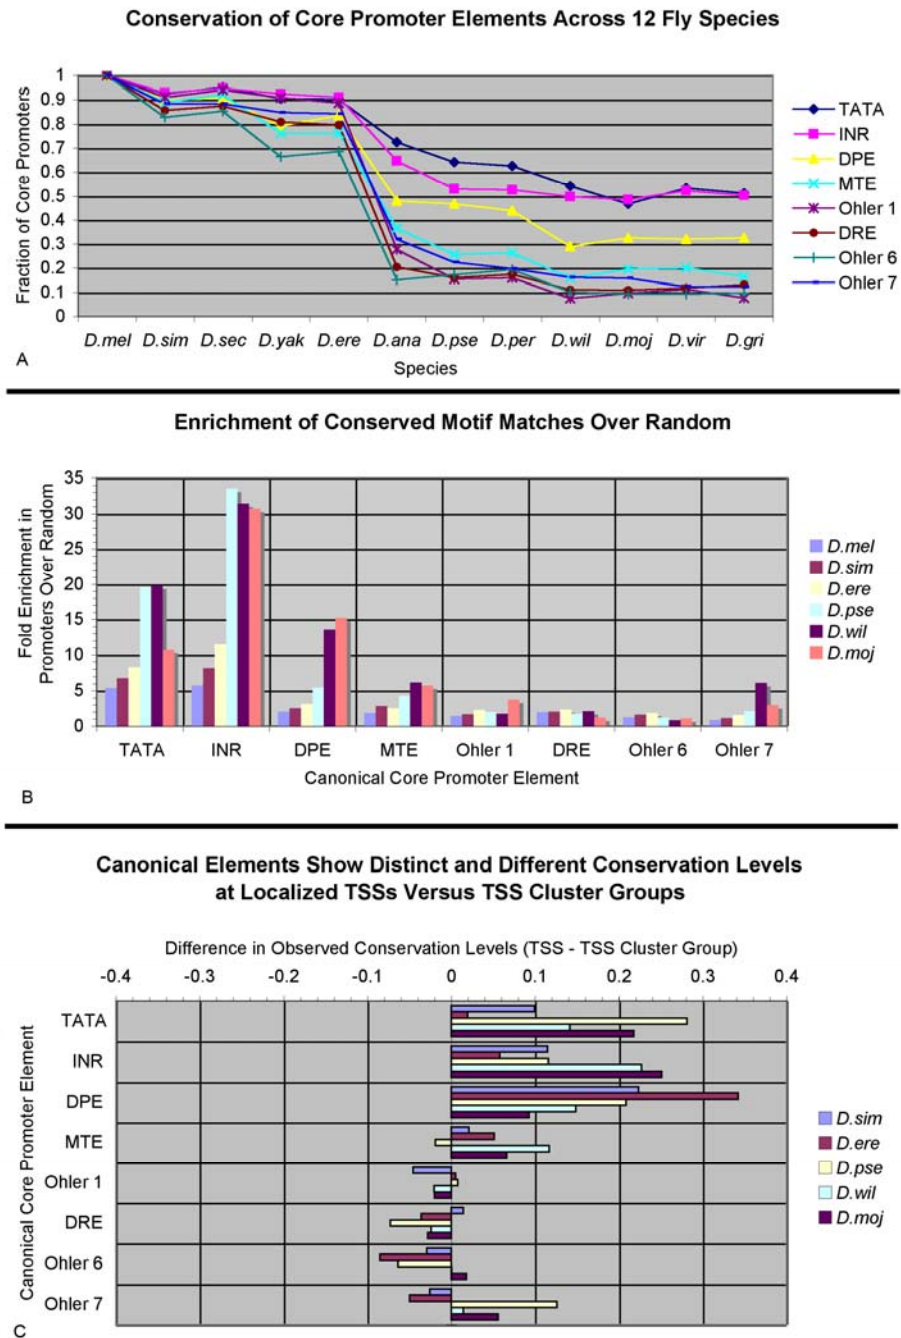 Conservation of Core Promoter Elements Across 12 Fly Species
Fraction of Core Promoters
1
0.9
0.8
0.7
0.6
0.5
0.4
0.3
0.2
0.1
0
TATA
INR
DPE
MTE
Ohler 1
DRE
Ohler 6
Ohler 7
D.mel D.sim D.sec D.yak D.ere D.ana D.pse D.per D.wil D.moj D.vir D.gri
Species
A
Enrichment of Conserved Motif Matches Over Random
Fold Enrichment in
Promoters Over Random
35
30
25
20
15
10
5
0
D.mel
D.sim
D.ere
D.pse
D.wil
D.moj
TATA INR DPE MTE Ohler 1 DRE Ohler 6 Ohler 7
Canonical Core Promoter Element
B
Canonical Elements Show Distinct and Different Conservation Levels
at Localized TSSs Versus TSS Cluster Groups
Difference in Observed Conservation Levels (TSS - TSS Cluster Group)
-0.4 -0.3 -0.2 -0.1 0 0.1 0.2 0.3 0.4
Canonical Core Promoter Element
TATA
INR
DPE
MTE
Ohler 1
DRE
Ohler 6
Ohler 7
D.sim
D.ere
D.pse
D.wil
D.moj
C